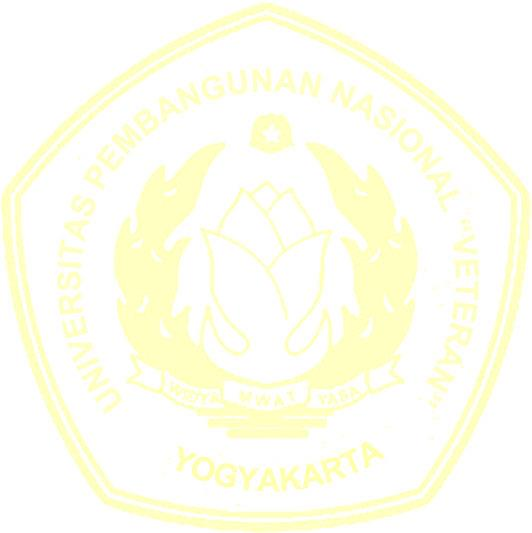 UNIVERSITAS PEMBANGUNAN NASIONAL "VETERAN"
WIDYA MWAT YASA
YOGYAKARTA